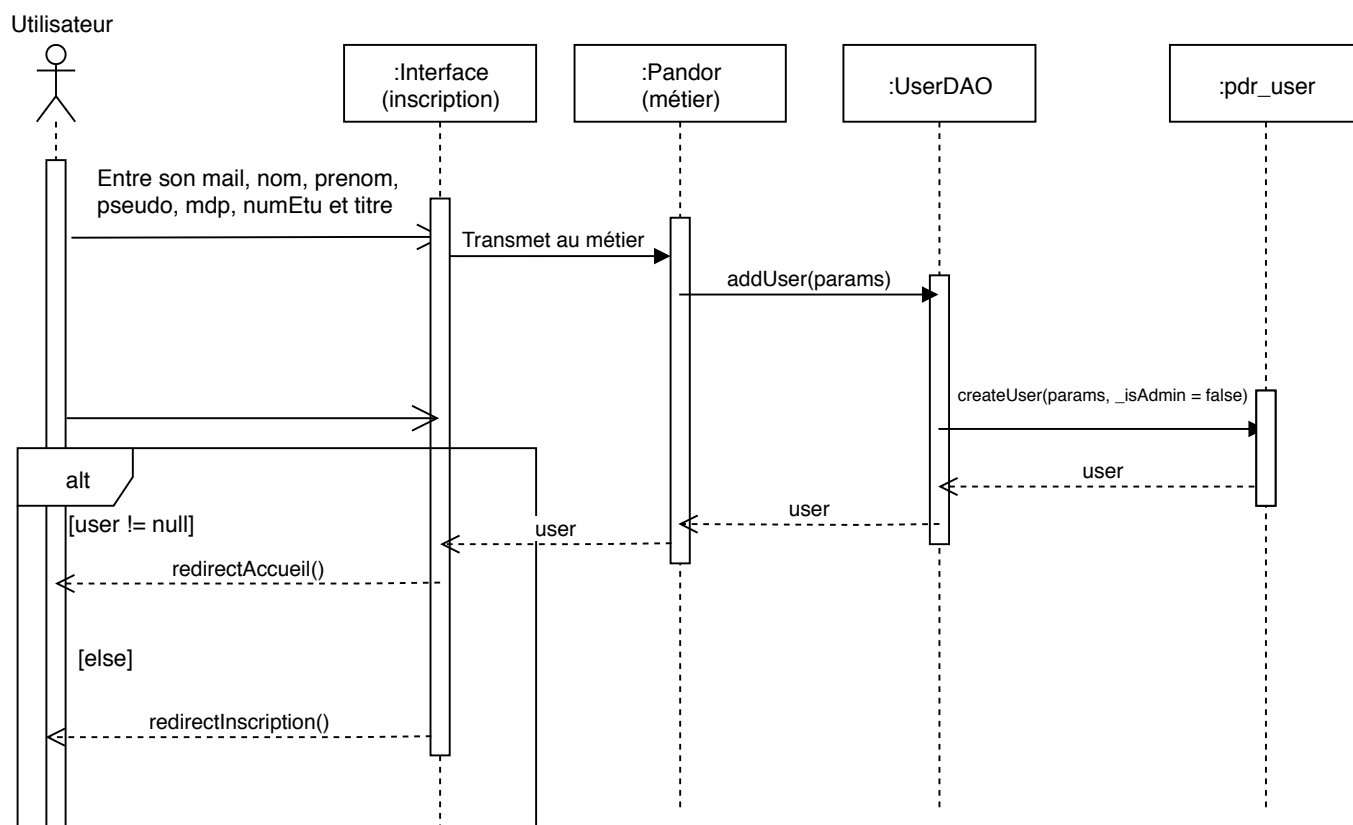 Utilisateur
:Interface
(inscription)
:Pandor
(métier)
:UserDAO
:pdr_user
Entre son mail, nom, prenom,
pseudo, mdp, numEtu et titre
Transmet au métier
addUser(params)
createUser(params, _isAdmin = false)
alt
user
user
[user != null]
user
redirectAccueil()
[else]
redirectInscription()